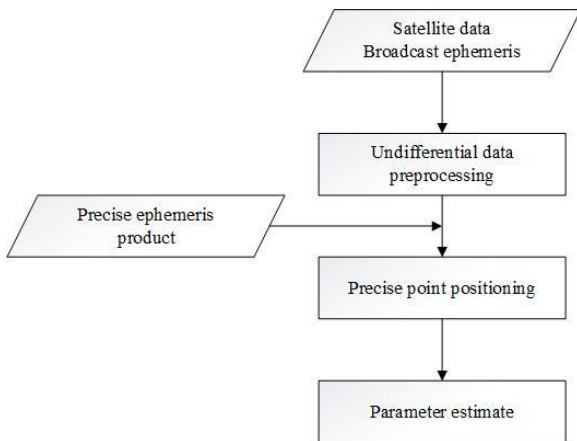 Satellite data
Broadcast ephemeris
Undifferential data
preprocessing
Precise ephemeris
product
Precise point positioning
Parameter estimate